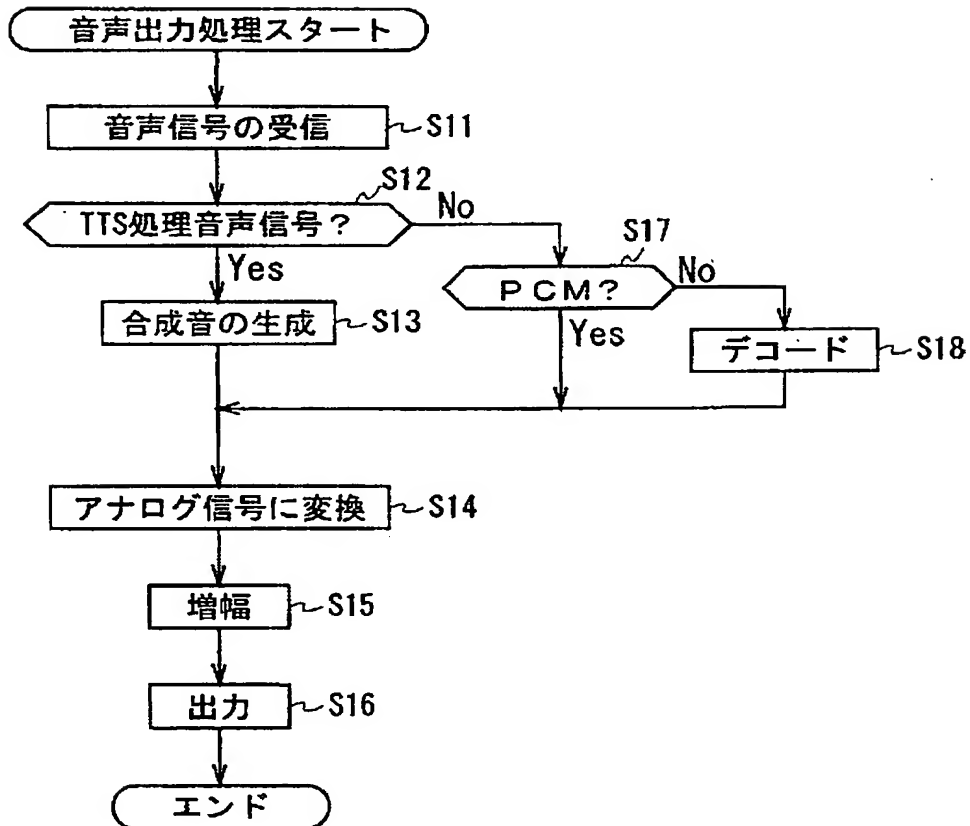 音声出力処理スタート
音声信号の受信 S11
S12
TTS処理音声信号？ No
Yes
S17
PCM？ No
Yes
合成音の生成 S13
デコード S18
アナログ信号に変換 S14
増幅 S15
出力 S16
エンド